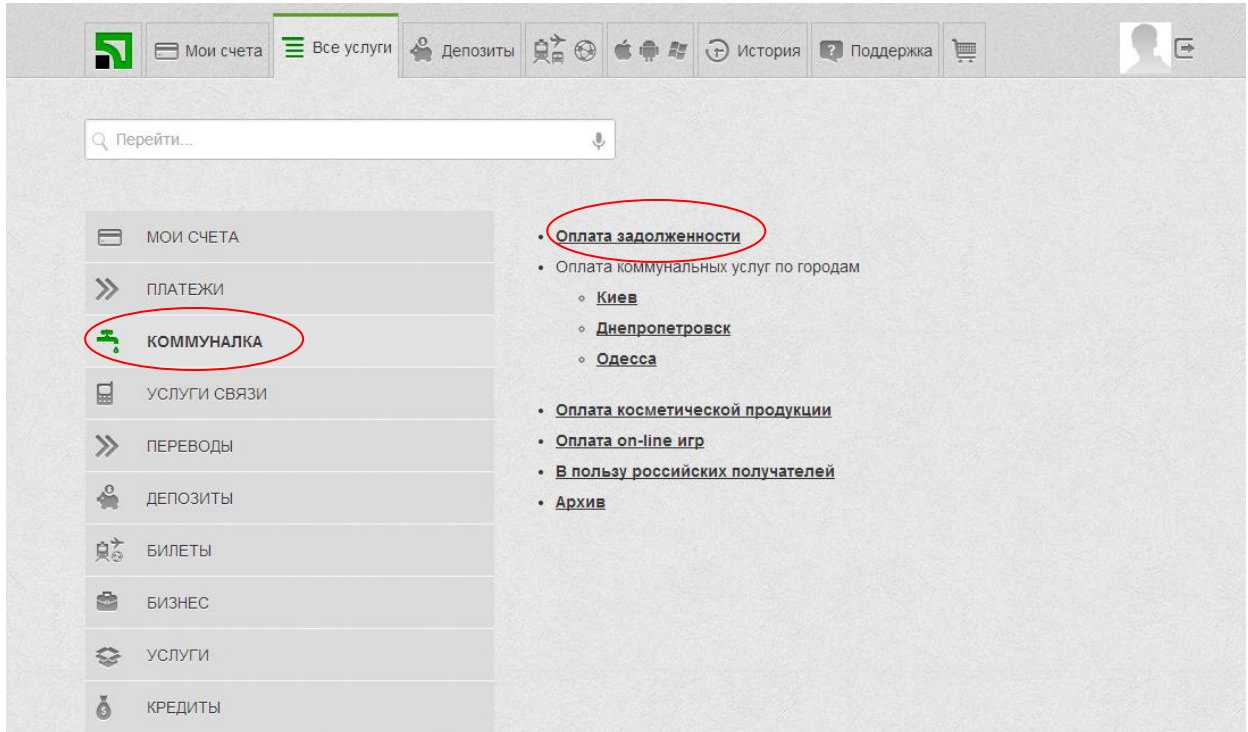 Мои счета
Все услуги
Депозиты
История
Поддержка
Перейти...
МОИ СЧЕТА
ПЛАТЕЖИ
КОММУНАЛКА
УСЛУГИ СВЯЗИ
ПЕРЕВОДЫ
ДЕПОЗИТЫ
БИЛЕТЫ
БИЗНЕС
УСЛУГИ
КРЕДИТЫ
Оплата задолженности
Оплата коммунальных услуг по городам
Киев
Днепропетровск
Одесса
Оплата косметической продукции
Оплата on-line игр
В пользу российских получателей
Архив